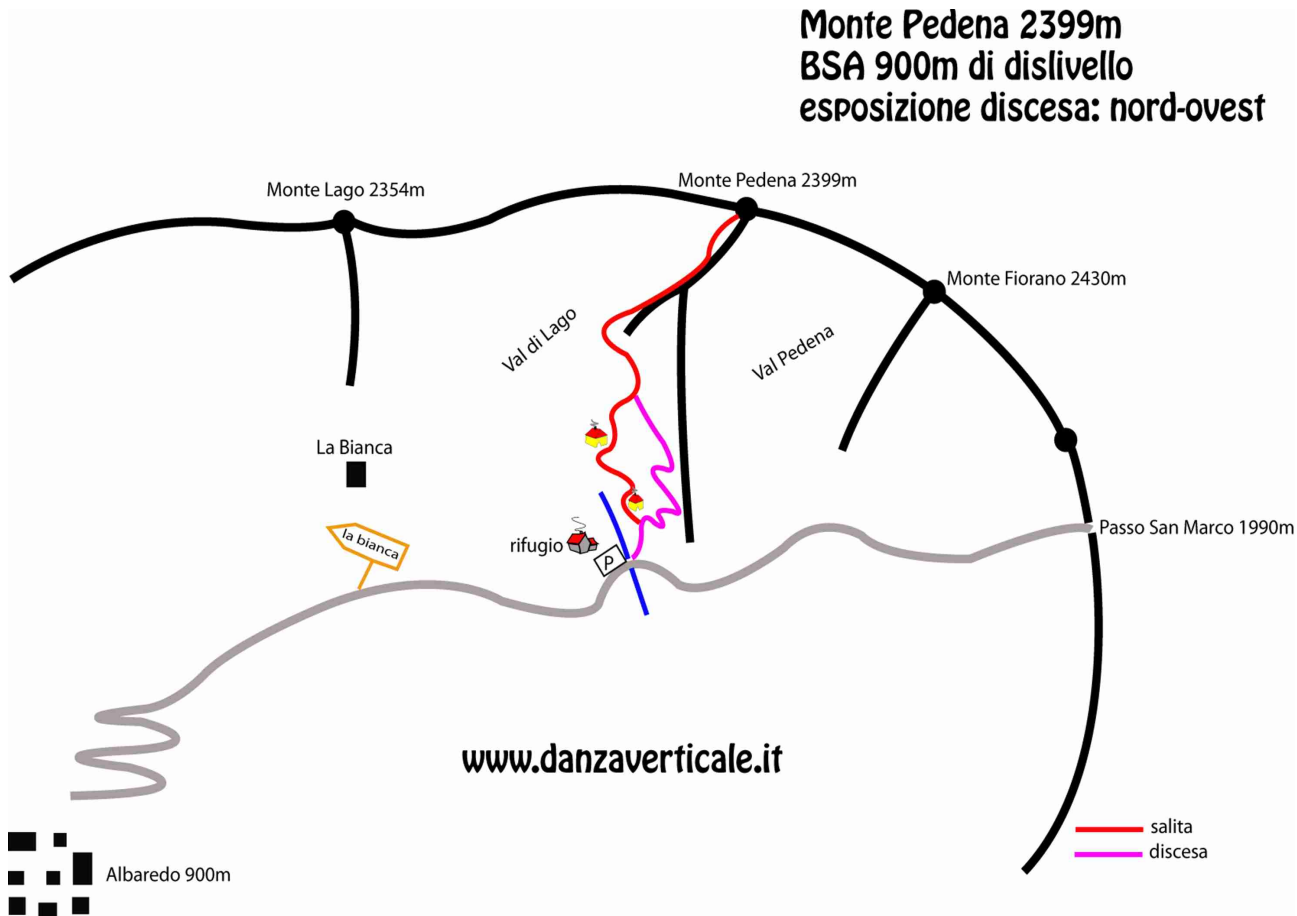 Monte Pedena 2399m
BSA 900m di dislivello
esposizione discesa: nord-ovest
Monte Lago 2354m
Monte Pedena 2399m
Monte Fiorano 2430m
Val di Lago
Val Pedena
La Bianca
la bianca
rifugio
P
Passo San Marco 1990m
www.danzaverticale.it
salita
discesa
Albaredo 900m